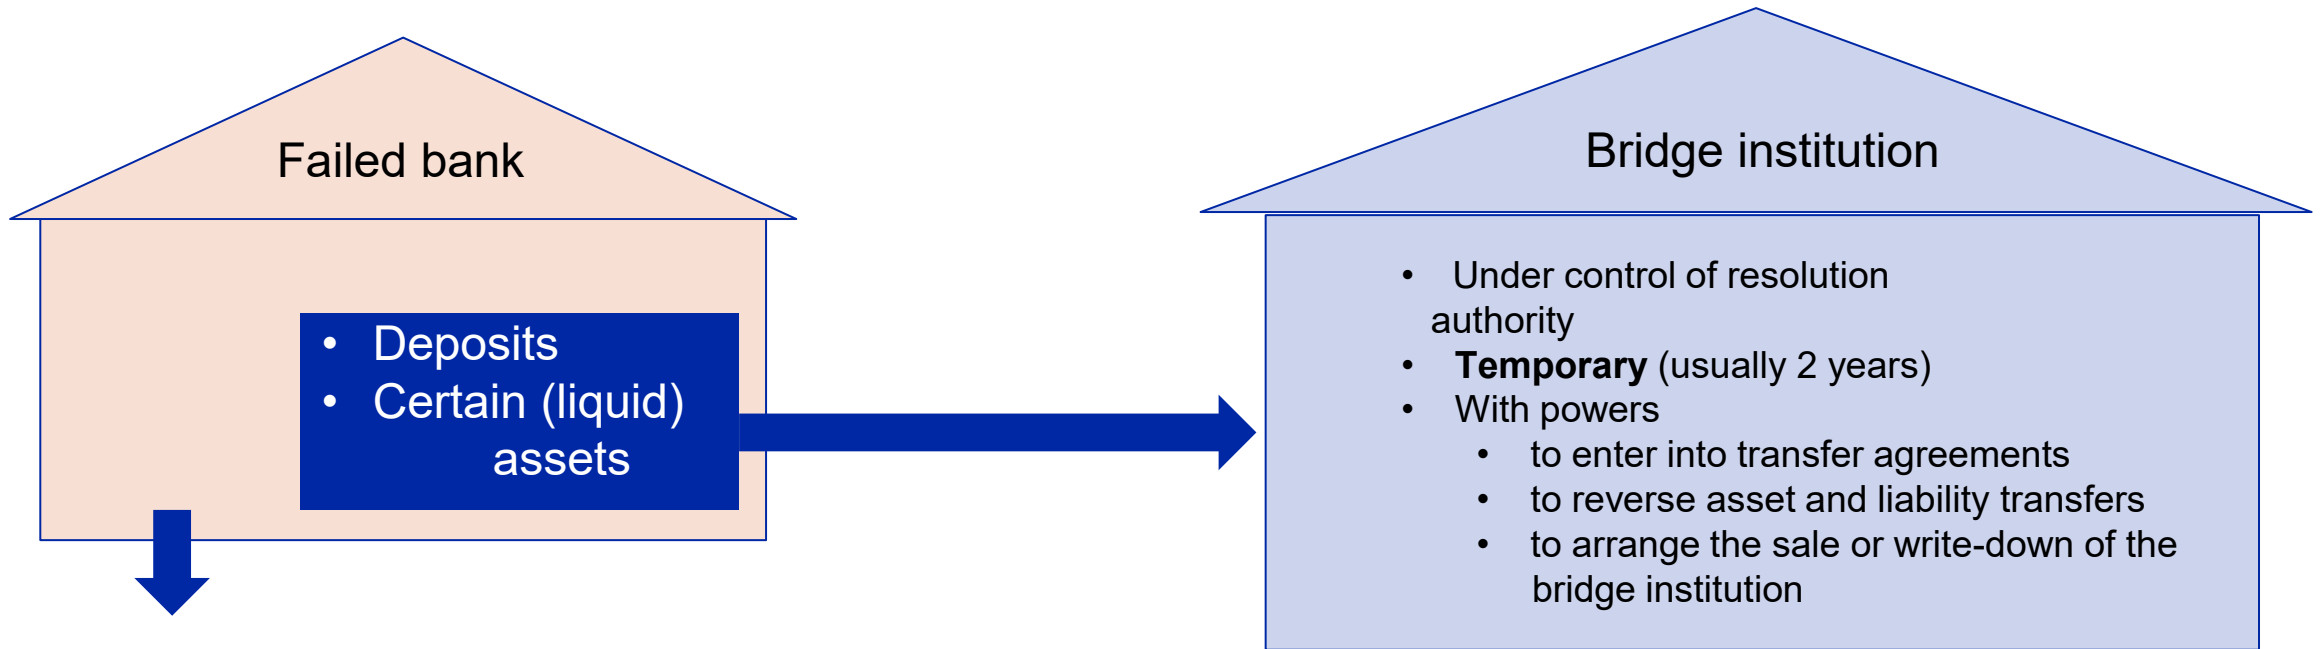 Failed bank
• Deposits
• Certain (liquid)
assets
Bridge institution
• Under control of resolution
authority
• Temporary (usually 2 years)
• With powers
• to enter into transfer agreements
• to reverse asset and liability transfers
• to arrange the sale or write-down of the
bridge institution